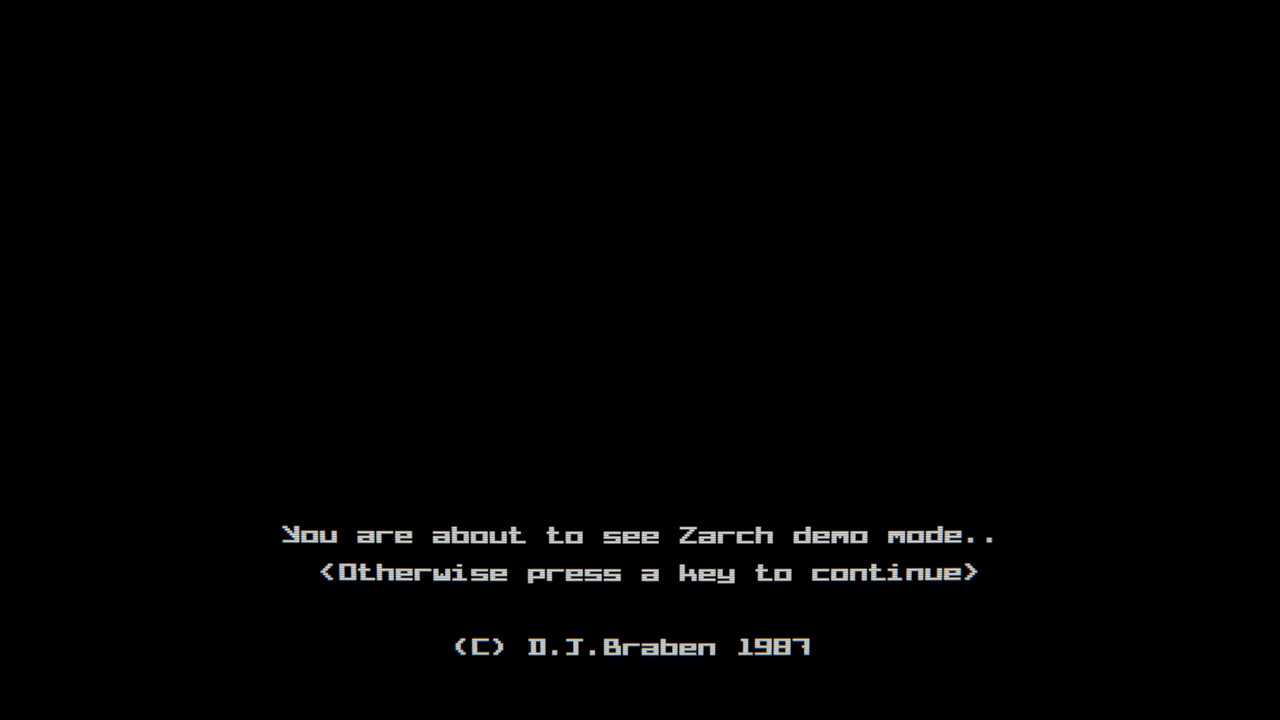 You are about to see Zarch demo mode..
(Otherwise press a key to continue)
(C) D.J.Braben 1987